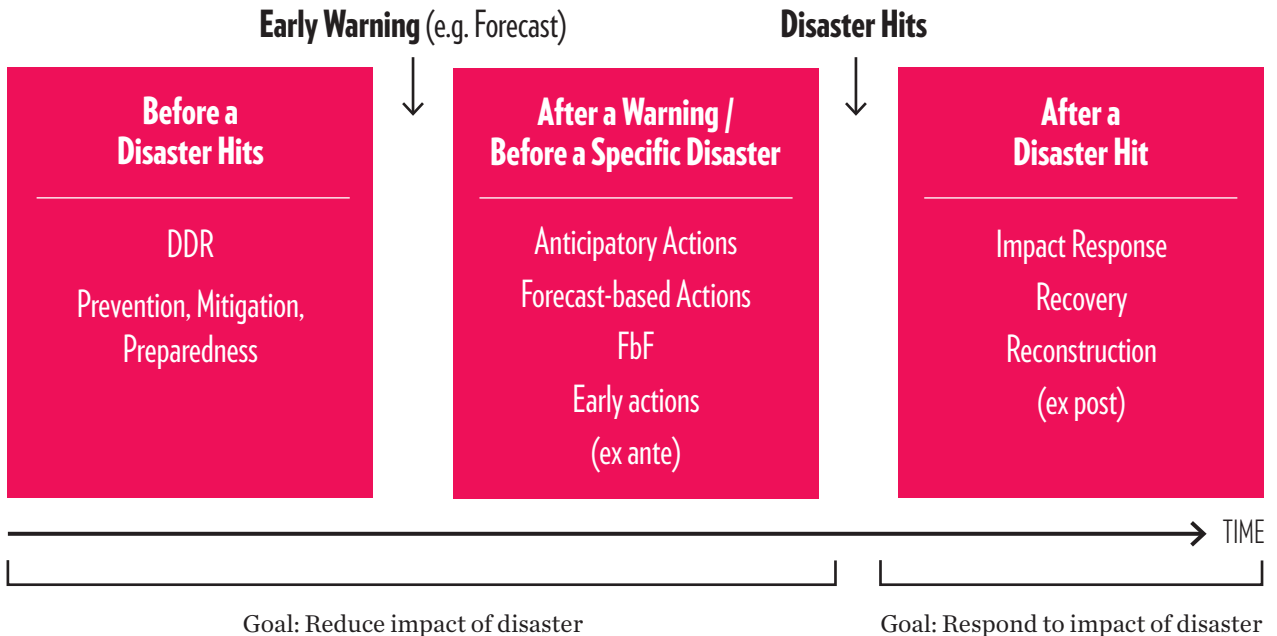 Early Warning (e.g. Forecast)
Disaster Hits
Before a
Disaster Hits
DDR
Prevention, Mitigation,
Preparedness
After a Warning /
Before a Specific Disaster
Anticipatory Actions
Forecast-based Actions
FbF
Early actions
(ex ante)
After a
Disaster Hit
Impact Response
Recovery
Reconstruction
(ex post)
TIME
Goal: Reduce impact of disaster
Goal: Respond to impact of disaster